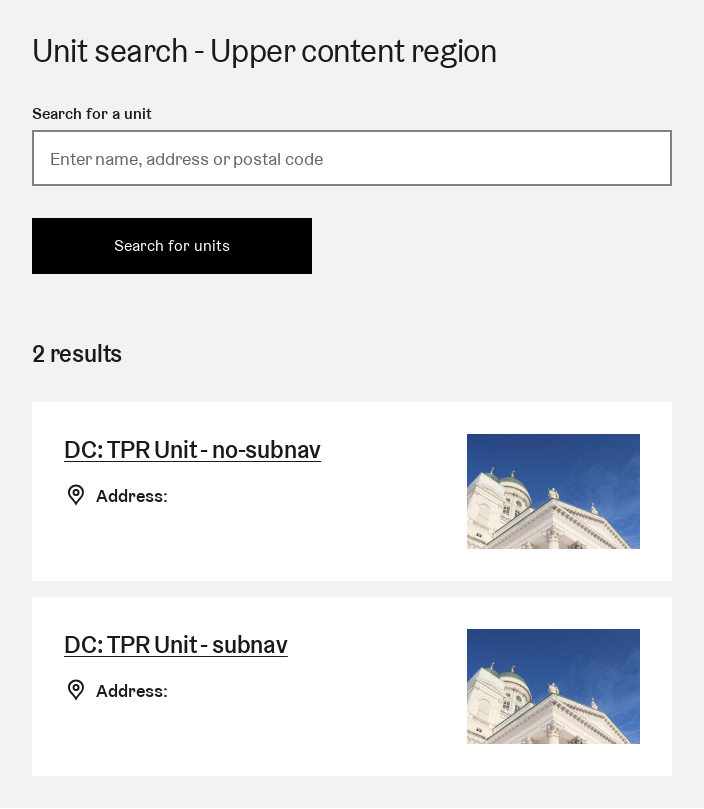 Unit search - Upper content region
Search for a unit
Enter name, address or postal code
Search for units
2 results
DC: TPR Unit - no-subnav
Address:
DC: TPR Unit - subnav
Address: